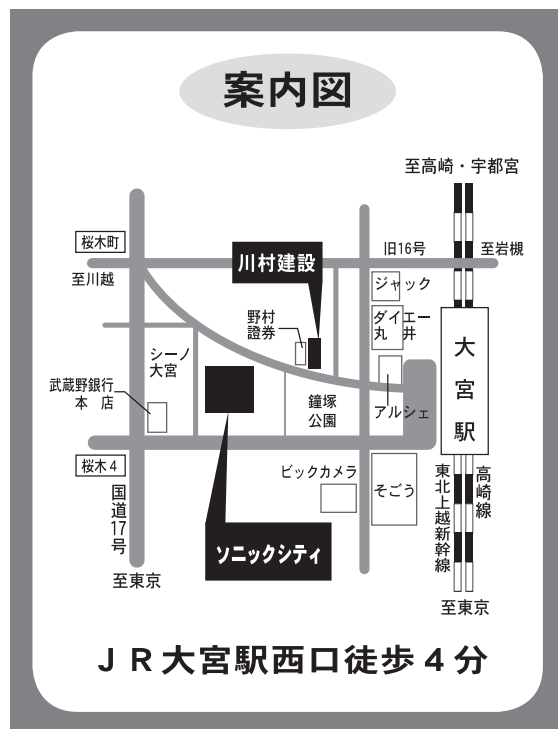 案内図
至高崎・宇都宮
桜木町
旧16号
至岩槻
川村建設
至川越
ジャック
野村
證券
ダイエー
丸 井
シーノ
大宮
大宮駅
武蔵野銀行
本 店
鐘塚
公園
アルシェ
桜木4
ビックカメラ
そごう
国道17号
東北上越新幹線
高崎線
ソニックシティ
至東京
至東京
ＪＲ大宮駅西口徒歩４分